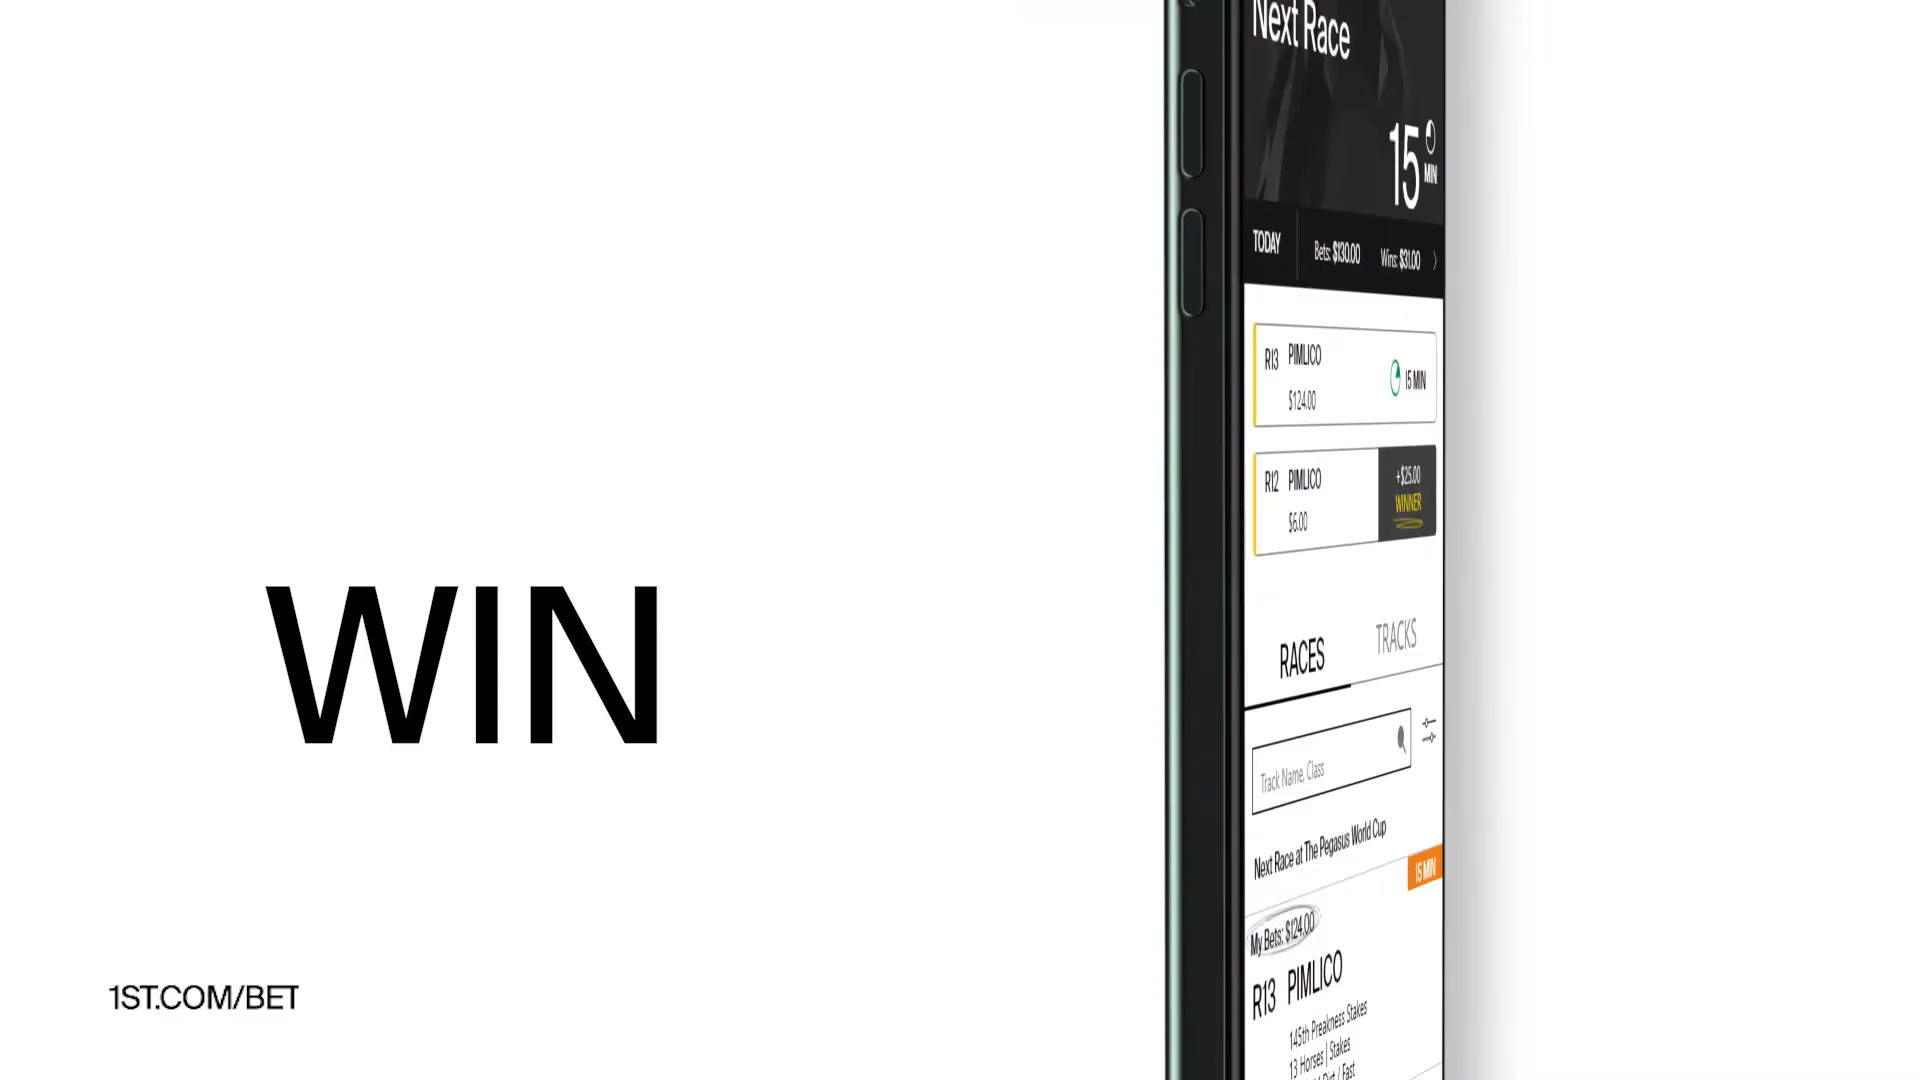 Next Race
15 MIN
TODAY Bets: $130.00 Wins: $31.00
R13 PIMLICO 15 MIN
$124.00
R12 PIMLICO +$25.00
$6.00 WINNER
WIN
RACES TRACKS
Track Name, Class
Next Race at The Pegasus World Cup
15 MIN
My Bets: $124.00
R13 PIMLICO
145th Preakness Stakes
13 Horses | Stakes
Dirt / Fast
1ST.COM/BET